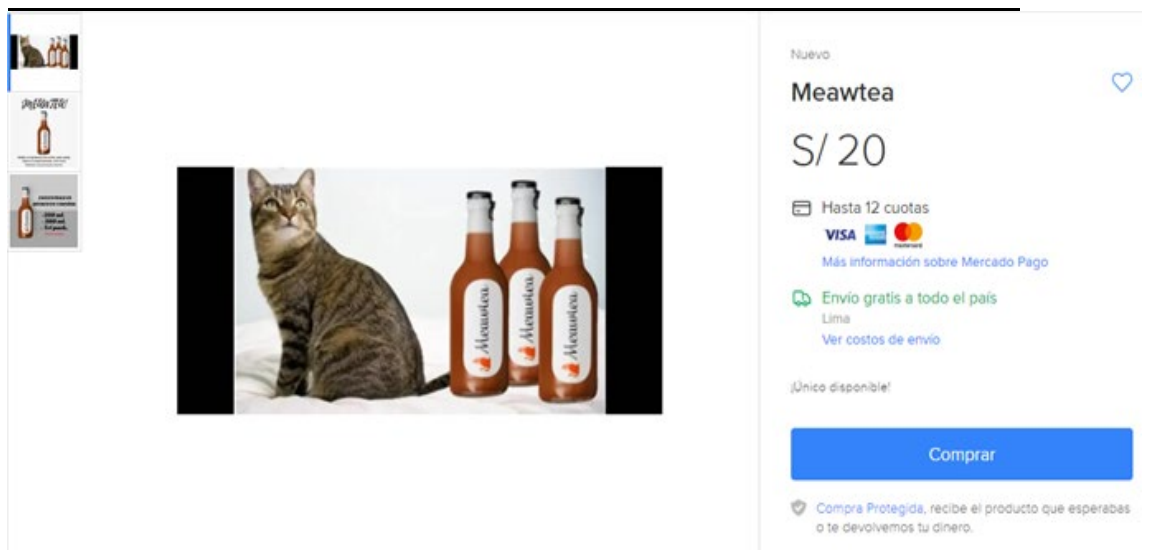 MEAWTEA!
Nuevo
Meawtea
S/ 20
Hasta 12 cuotas
VISA
mastercard
Más información sobre Mercado Pago
Envío gratis a todo el país
Lima
Ver costos de envío
¡Único disponible!
Comprar
Compra Protegida, recibe el producto que esperabas
o te devolvemos tu dinero.
Meawtea
Meawtea
Meawtea